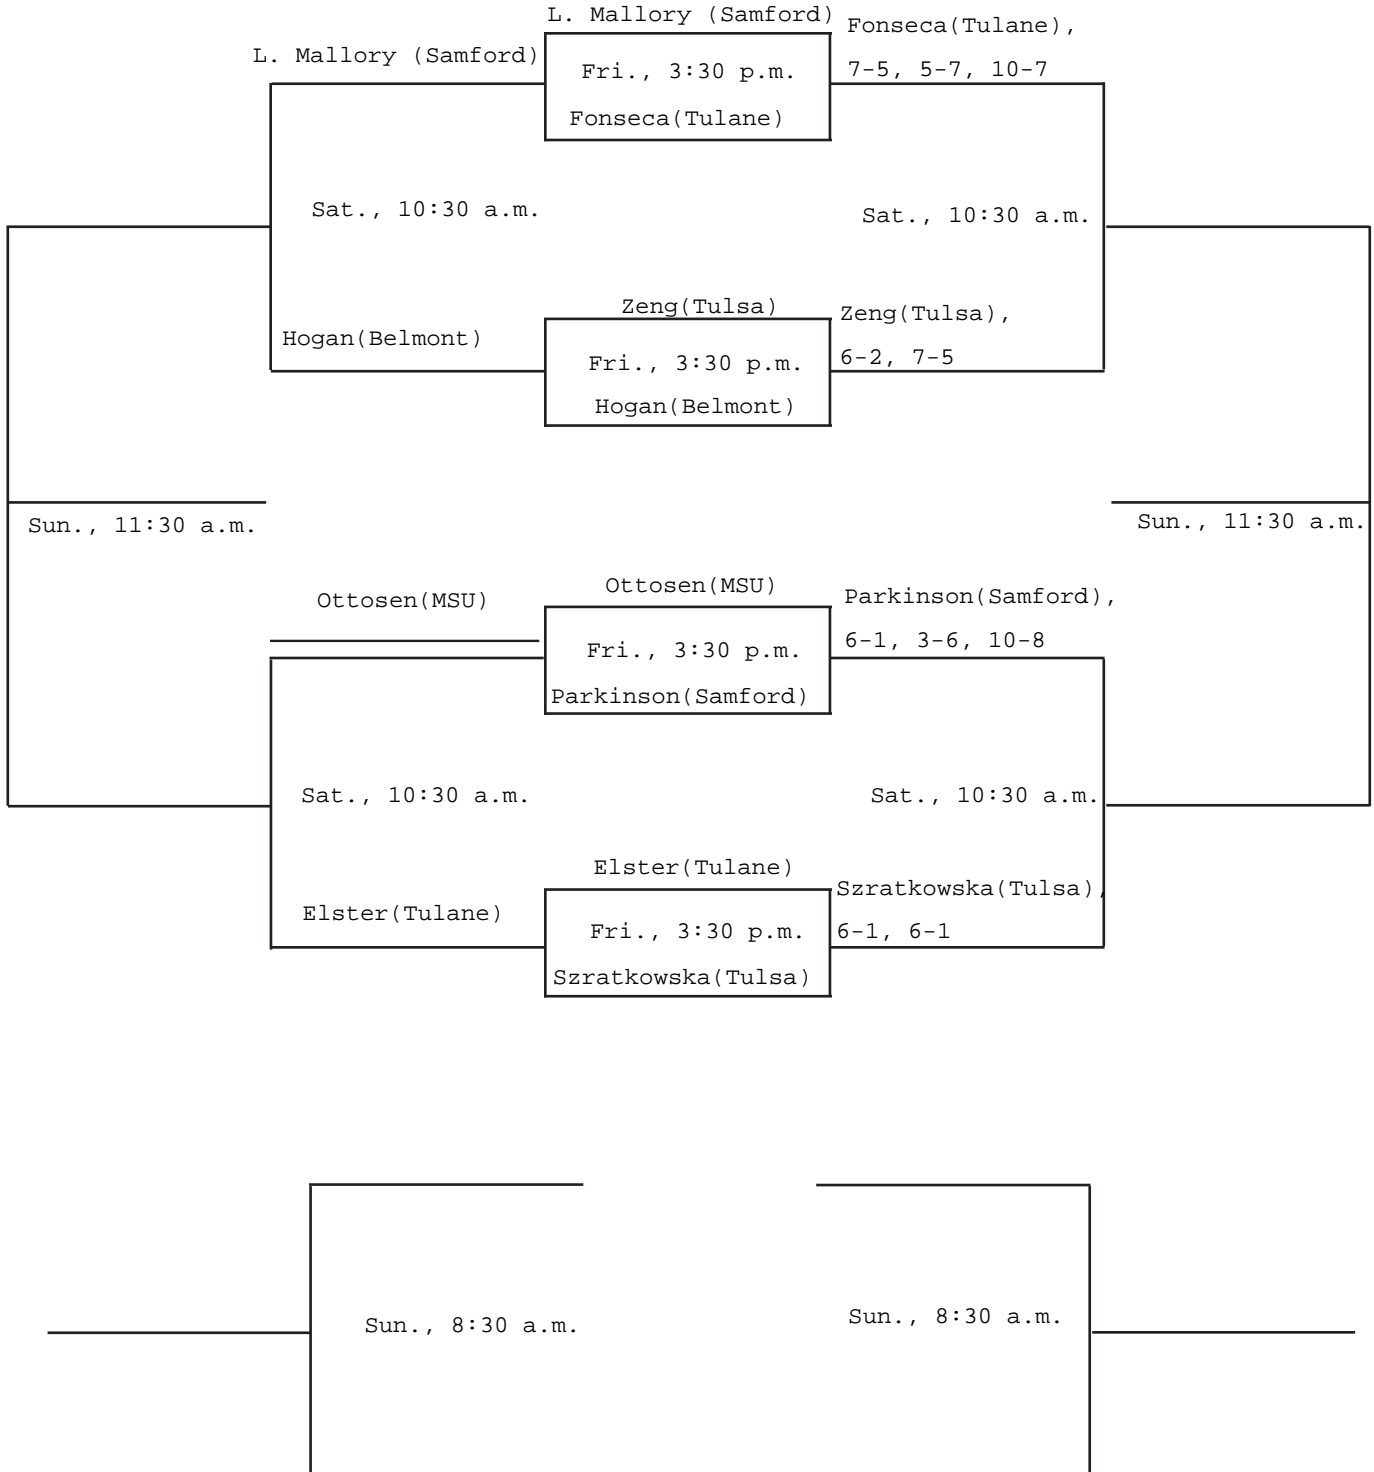 L. Mallory (Samford)
Fonseca(Tulane),
L. Mallory (Samford)
Fri., 3:30 p.m.
7-5, 5-7, 10-7
Fonseca(Tulane)
Sat., 10:30 a.m.
Sat., 10:30 a.m.
Zeng(Tulsa)
Zeng(Tulsa),
Hogan(Belmont)
Fri., 3:30 p.m.
6-2, 7-5
Hogan(Belmont)
Sun., 11:30 a.m.
Sun., 11:30 a.m.
Ottosen(MSU)
Ottosen(MSU)
Parkinson(Samford),
Fri., 3:30 p.m.
6-1, 3-6, 10-8
Parkinson(Samford)
Sat., 10:30 a.m.
Sat., 10:30 a.m.
Elster(Tulane)
Szratkowska(Tulsa),
Elster(Tulane)
Fri., 3:30 p.m.
6-1, 6-1
Szratkowska(Tulsa)
Sun., 8:30 a.m.
Sun., 8:30 a.m.